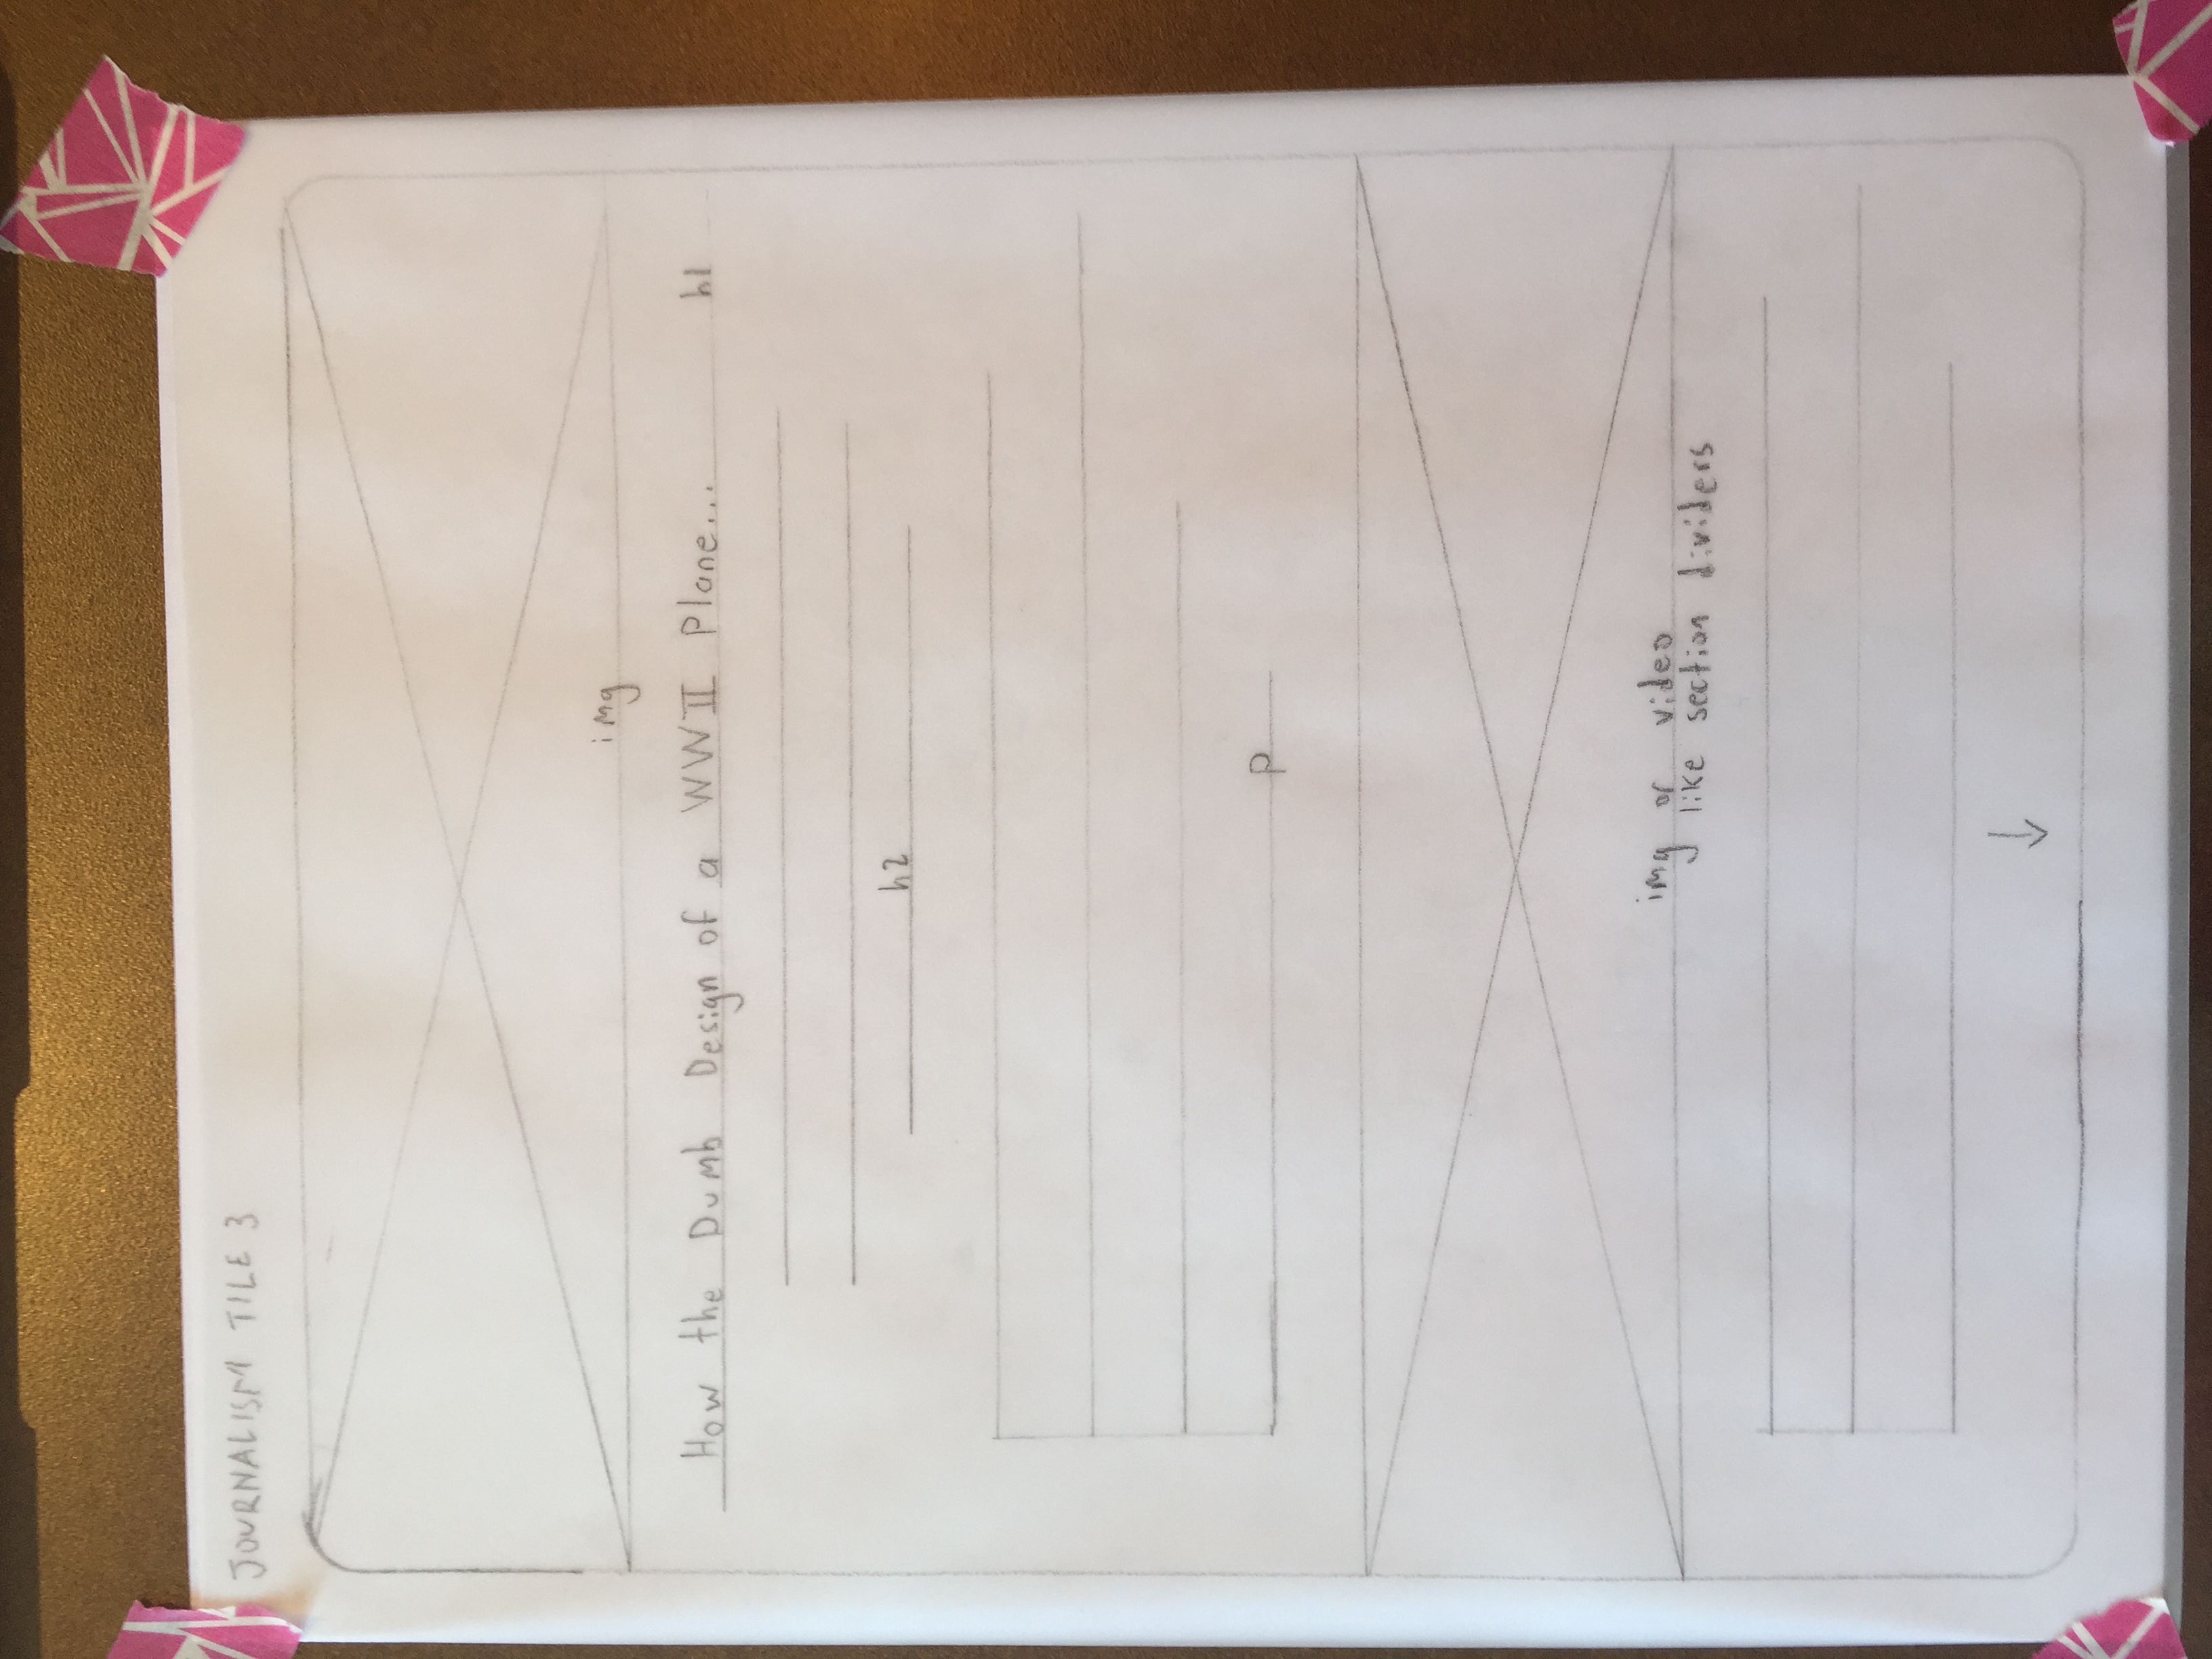 JOURNALISM TILE 3
img
How the Dumb Design of a WWII Plane... h1
h2
p
img or video
like section dividers